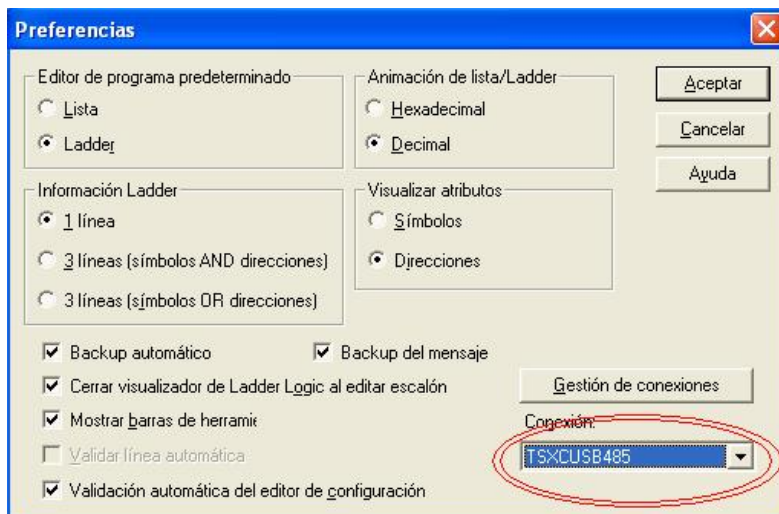 Preferencias
Editor de programa predeterminado
Lista
Ladder
Animación de lista/Ladder
Hexadecimal
Decimal
Aceptar
Cancelar
Ayuda
Información Ladder
1 línea
3 líneas (símbolos AND direcciones)
3 líneas (símbolos OR direcciones)
Visualizar atributos
Símbolos
Direcciones
Backup automático
Backup del mensaje
Cerrar visualizador de Ladder Logic al editar escalón
Mostrar barras de herramie
Validar línea automática
Validación automática del editor de configuración
Gestión de conexiones
Conexión:
TSXCUSB485